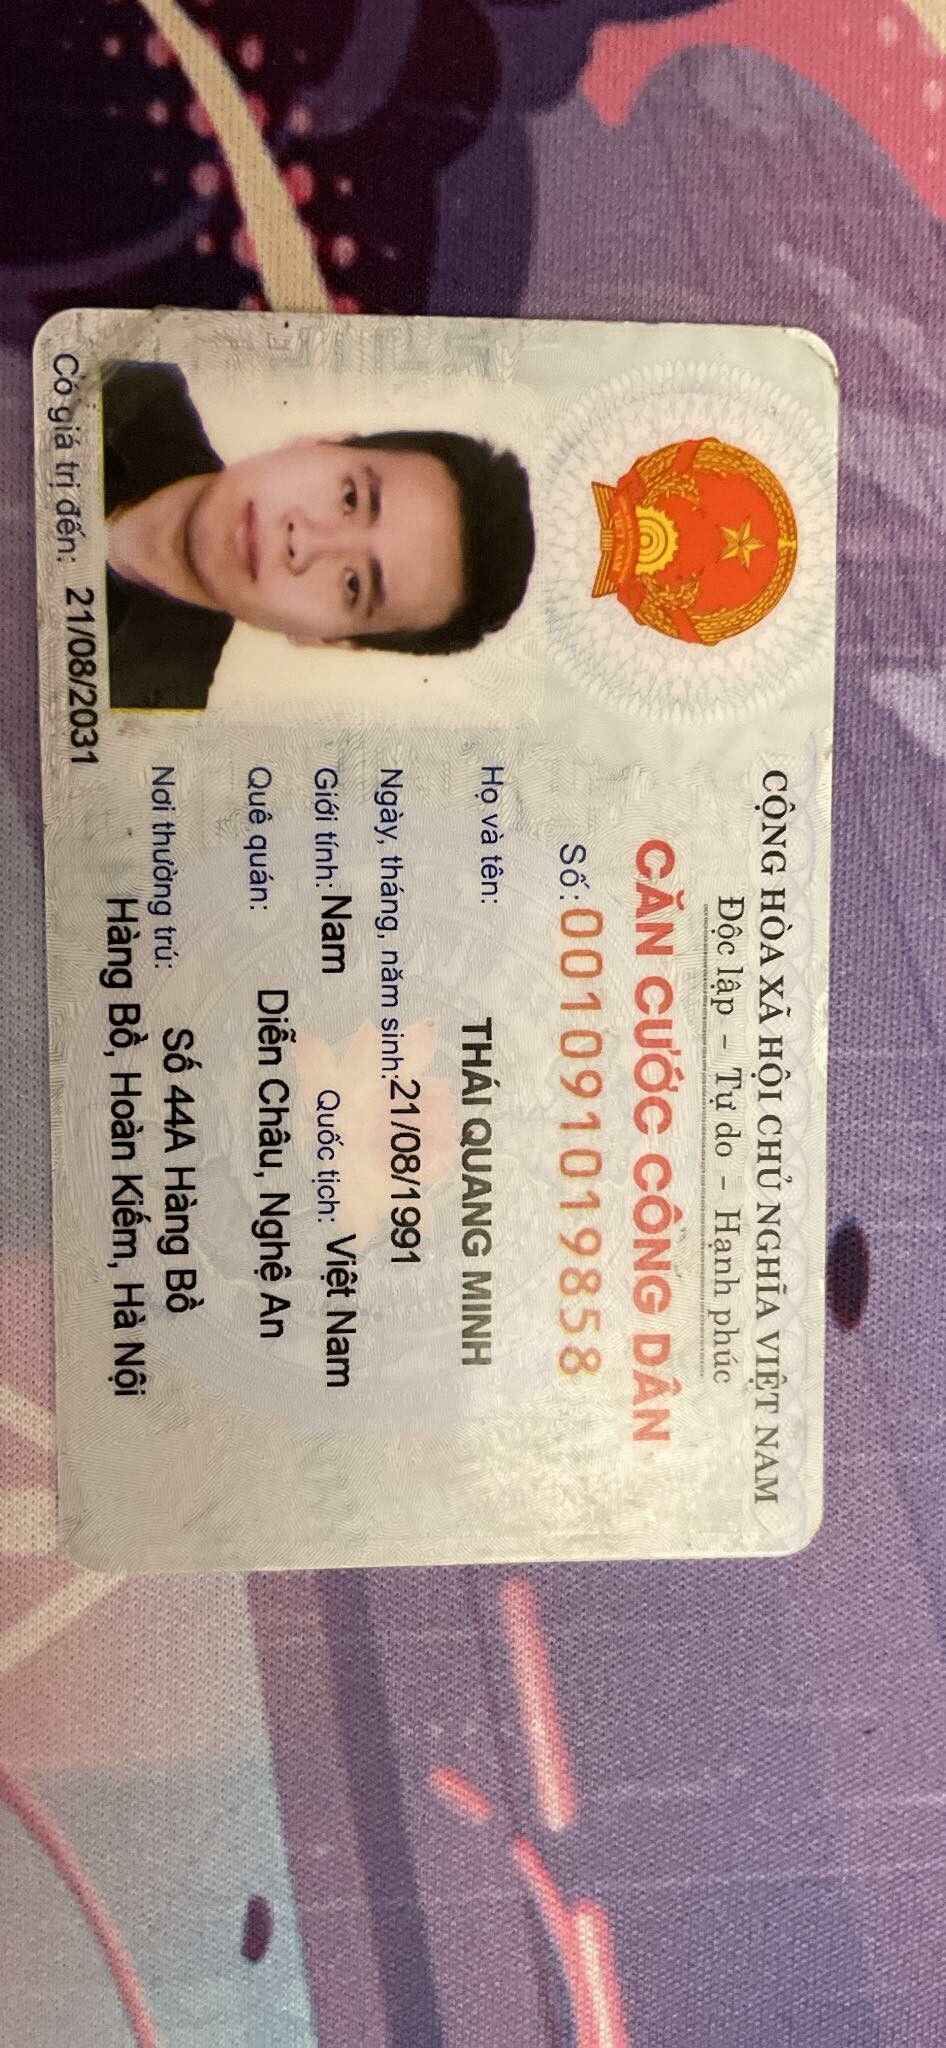 CỘNG HÒA XÃ HỘI CHỦ NGHĨA VIỆT NAM
Độc lập - Tự do - Hạnh phúc
CĂN CƯỚC CÔNG DÂN
Số: 001091019858
Họ và tên:
THÁI QUANG MINH
Ngày, tháng, năm sinh: 21/08/1991
Giới tính: Nam Quốc tịch: Việt Nam
Quê quán:
Diễn Châu, Nghệ An
Nơi thường trú: Số 44A Hàng Bồ
Hàng Bồ, Hoàn Kiếm, Hà Nội
Có giá trị đến: 21/08/2031